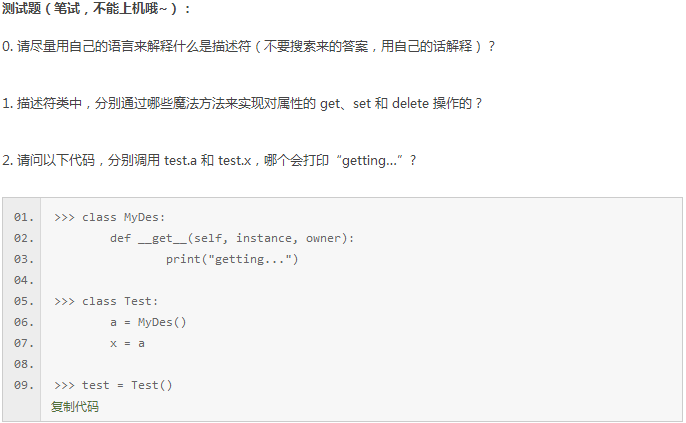 测试题（笔试，不能上机哦~）：
0. 请尽量用自己的语言来解释什么是描述符（不要搜索来的答案，用自己的话解释）？
1. 描述符类中，分别通过哪些魔法方法来实现对属性的 get、set 和 delete 操作的？
2. 请问以下代码，分别调用 test.a 和 test.x，哪个会打印“getting...”？
01. >>> class MyDes:
02.         def __get__(self, instance, owner):
03.                 print("getting...")
04.
05. >>> class Test:
06.         a = MyDes()
07.         x = a
08.
09. >>> test = Test()
复制代码